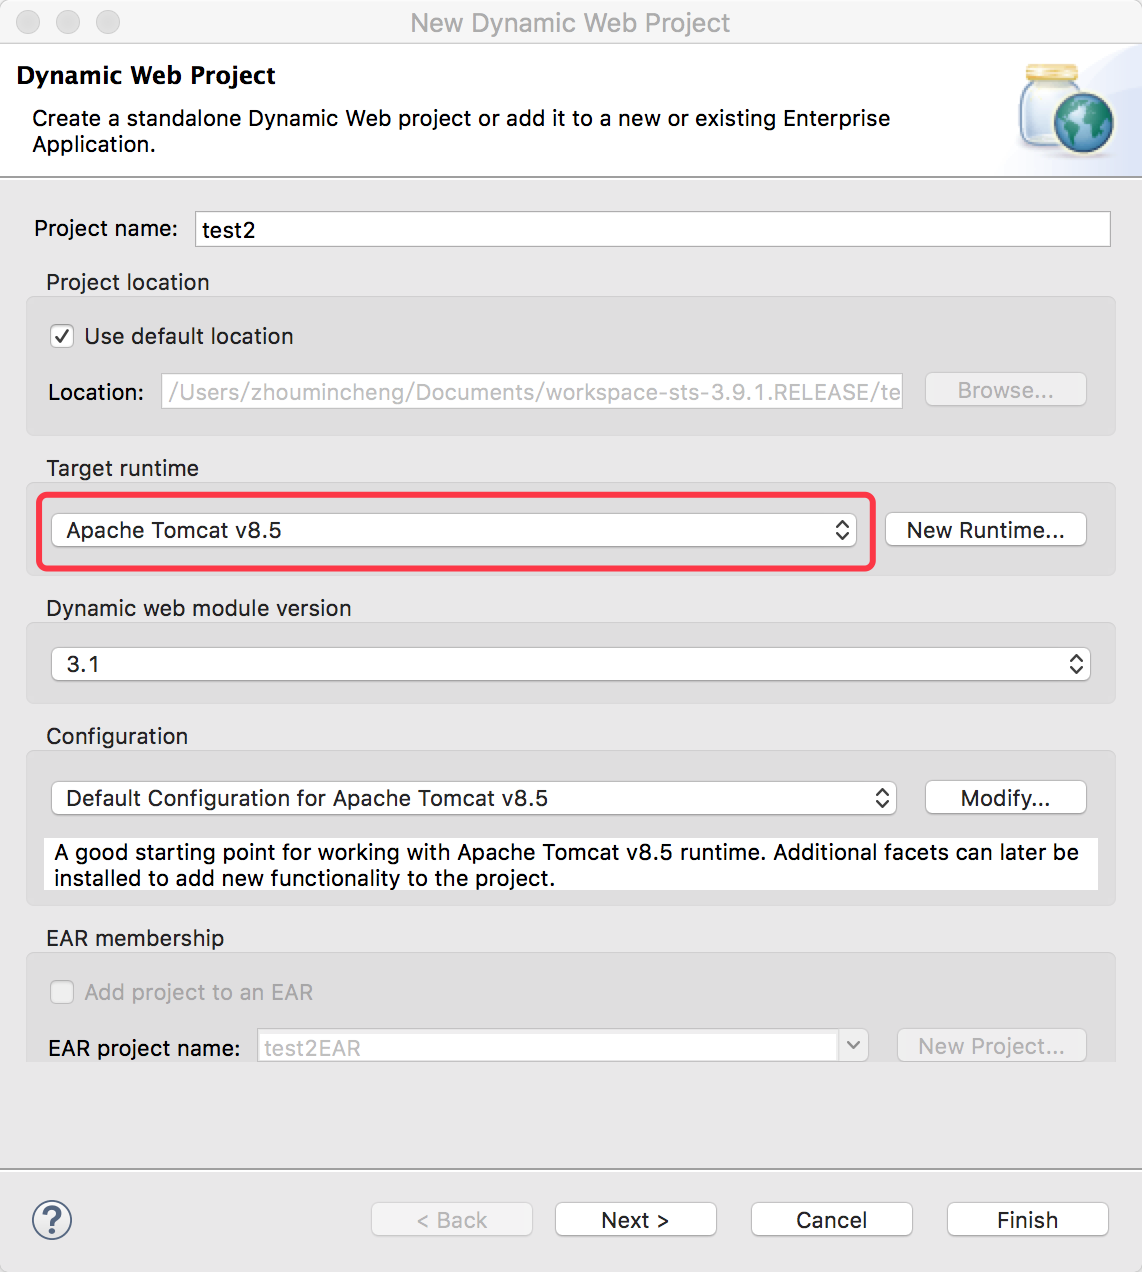 New Dynamic Web Project
Dynamic Web Project
Create a standalone Dynamic Web project or add it to a new or existing Enterprise
Application.
Project name: test2
Project location
Use default location
Location: /Users/zhoumincheng/Documents/workspace-sts-3.9.1.RELEASE/te Browse...
Target runtime
Apache Tomcat v8.5 New Runtime...
Dynamic web module version
3.1
Configuration
Default Configuration for Apache Tomcat v8.5 Modify...
A good starting point for working with Apache Tomcat v8.5 runtime. Additional facets can later be
installed to add new functionality to the project.
EAR membership
Add project to an EAR
EAR project name: test2EAR New Project...
? < Back Next > Cancel Finish